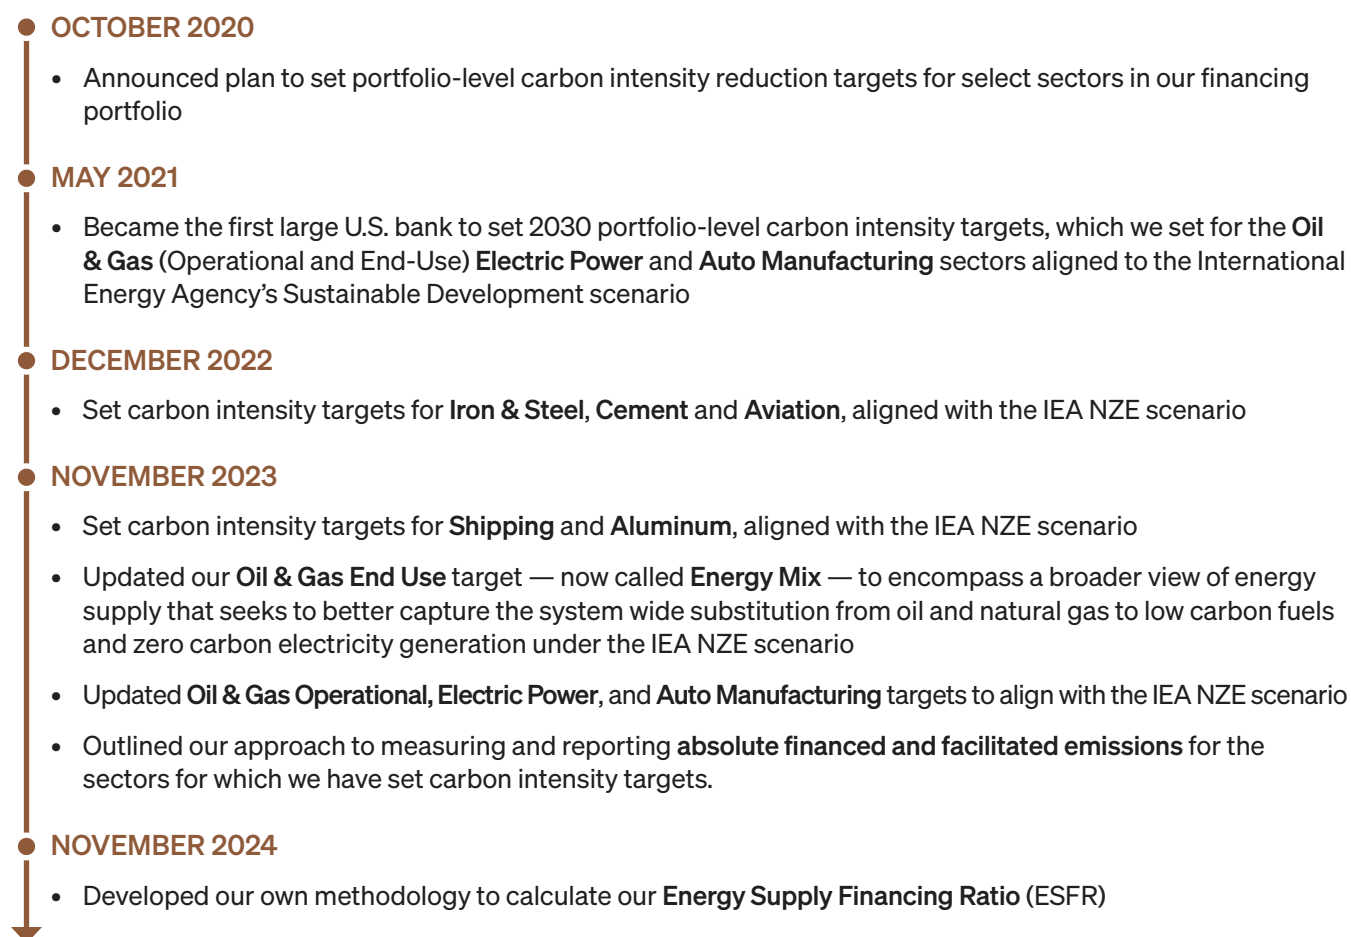 OCTOBER 2020
• Announced plan to set portfolio-level carbon intensity reduction targets for select sectors in our financing
portfolio
MAY 2021
• Became the first large U.S. bank to set 2030 portfolio-level carbon intensity targets, which we set for the Oil
& Gas (Operational and End-Use) Electric Power and Auto Manufacturing sectors aligned to the International
Energy Agency’s Sustainable Development scenario
DECEMBER 2022
• Set carbon intensity targets for Iron & Steel, Cement and Aviation, aligned with the IEA NZE scenario
NOVEMBER 2023
• Set carbon intensity targets for Shipping and Aluminum, aligned with the IEA NZE scenario
• Updated our Oil & Gas End Use target — now called Energy Mix — to encompass a broader view of energy
supply that seeks to better capture the system wide substitution from oil and natural gas to low carbon fuels
and zero carbon electricity generation under the IEA NZE scenario
• Updated Oil & Gas Operational, Electric Power, and Auto Manufacturing targets to align with the IEA NZE scenario
• Outlined our approach to measuring and reporting absolute financed and facilitated emissions for the
sectors for which we have set carbon intensity targets.
NOVEMBER 2024
• Developed our own methodology to calculate our Energy Supply Financing Ratio (ESFR)